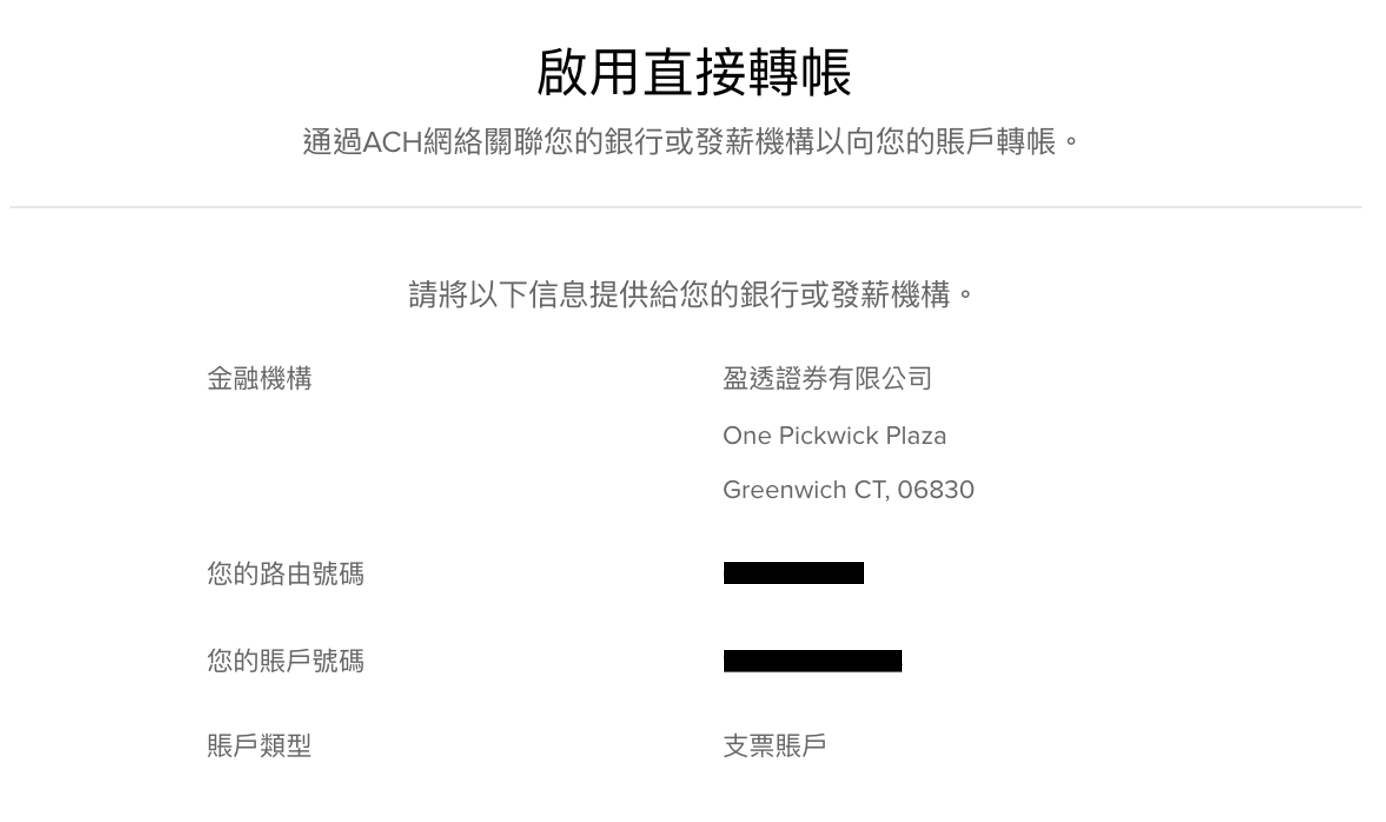 啟用直接轉帳
通過ACH網絡關聯您的銀行或發薪機構以向您的賬戶轉帳。
請將以下信息提供給您的銀行或發薪機構。
金融機構 盈透證券有限公司
One Pickwick Plaza
Greenwich CT, 06830
您的路由號碼
您的賬戶號碼
賬戶類型 支票賬戶